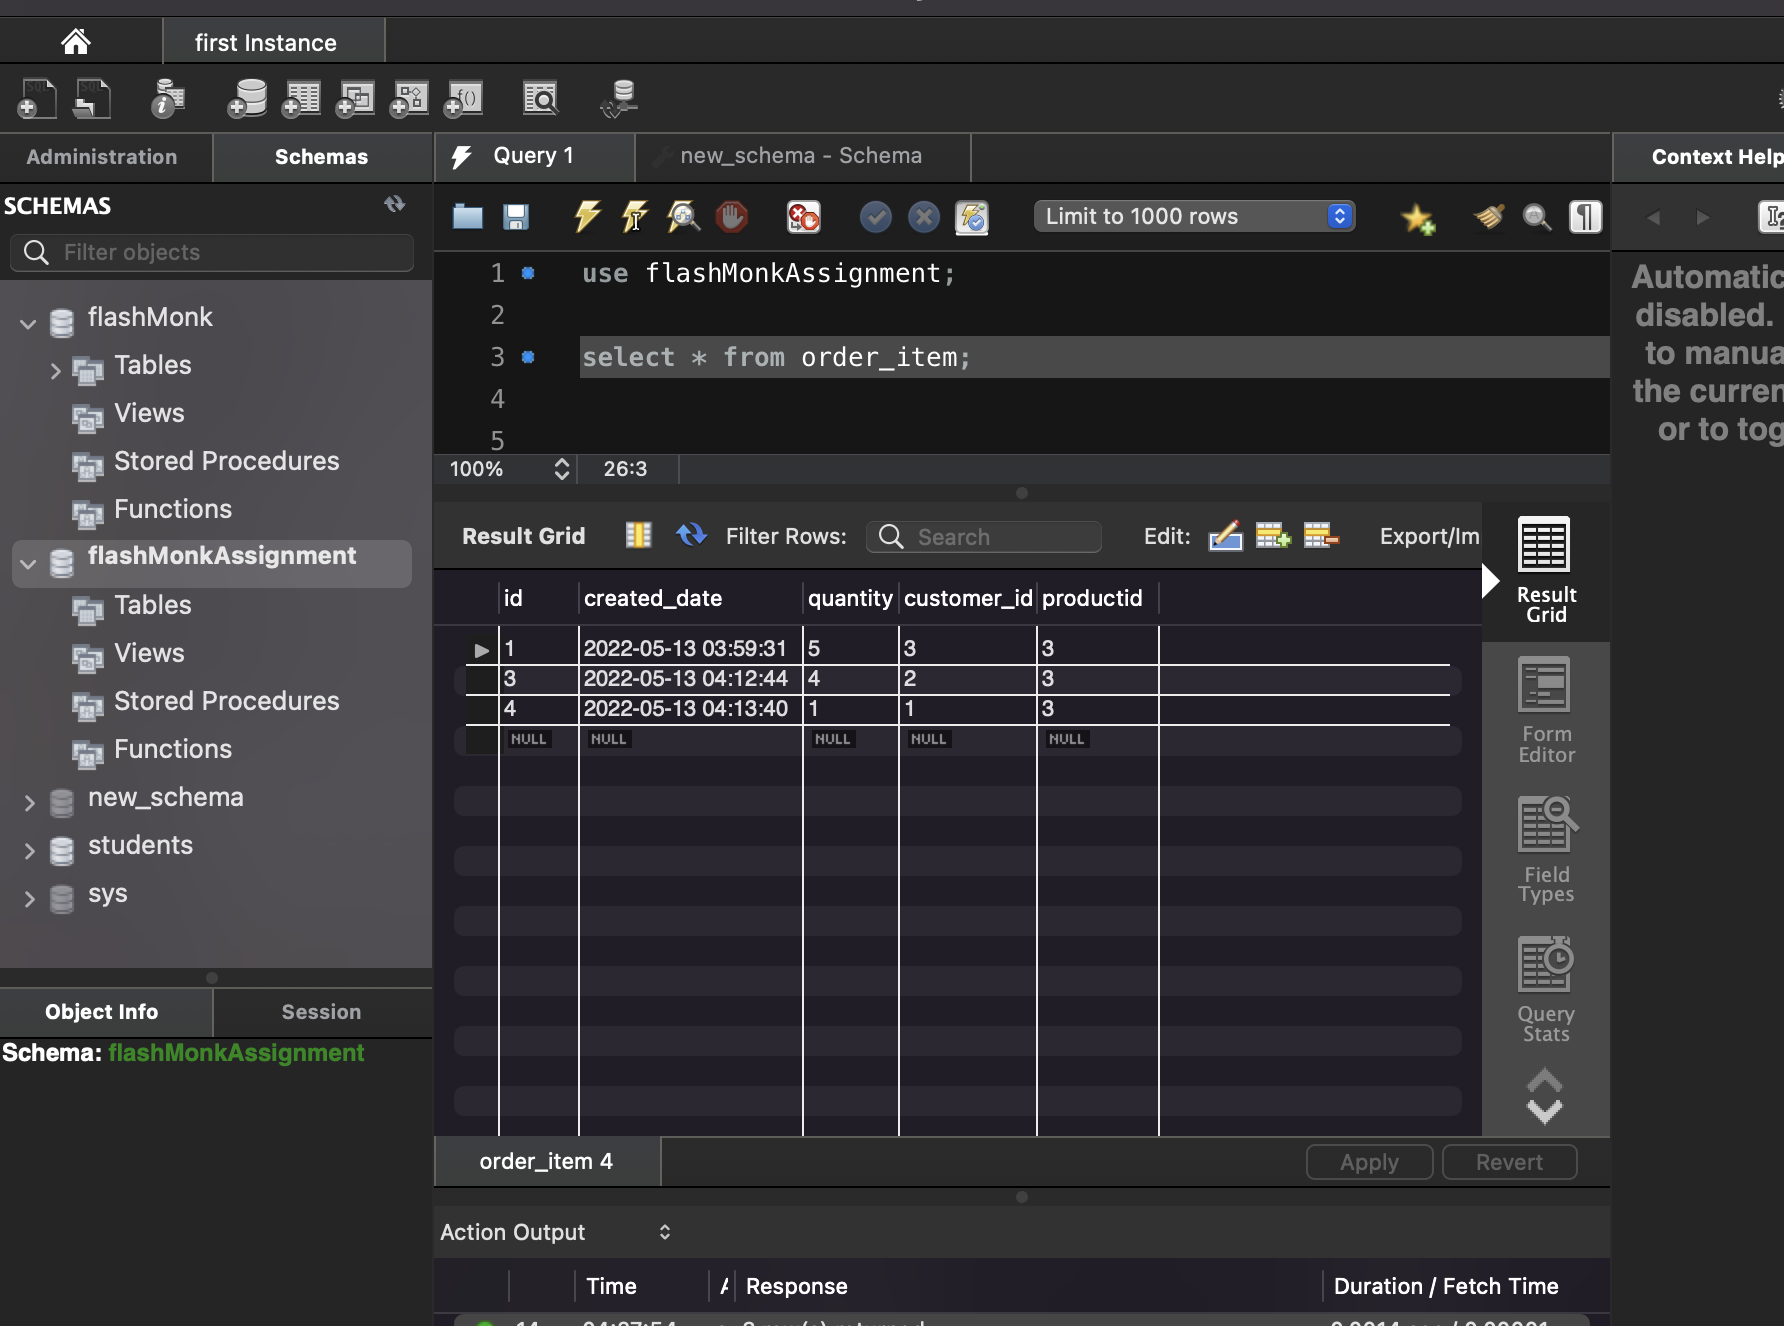 first Instance
Administration
Schemas
Query 1
new_schema - Schema
Context Help
SCHEMAS
Filter objects
Limit to 1000 rows
1 use flashMonkAssignment;
2
3 select * from order_item;
4
5
100%
26:3
flashMonk
Tables
Views
Stored Procedures
Functions
flashMonkAssignment
Tables
Views
Stored Procedures
Functions
new_schema
students
sys
Object Info
Session
Schema: flashMonkAssignment
Automatic
disabled.
to manua
the curren
or to tog
Result Grid
Filter Rows:
Search
Edit:
Export/Im
id created_date quantity customer_id productid
1 2022-05-13 03:59:31 5 3 3
3 2022-05-13 04:12:44 4 2 3
4 2022-05-13 04:13:40 1 1 3
NULL NULL NULL NULL NULL
Result
Grid
Form
Editor
Field
Types
Query
Stats
order_item 4
Apply
Revert
Action Output
Time
Response
Duration / Fetch Time